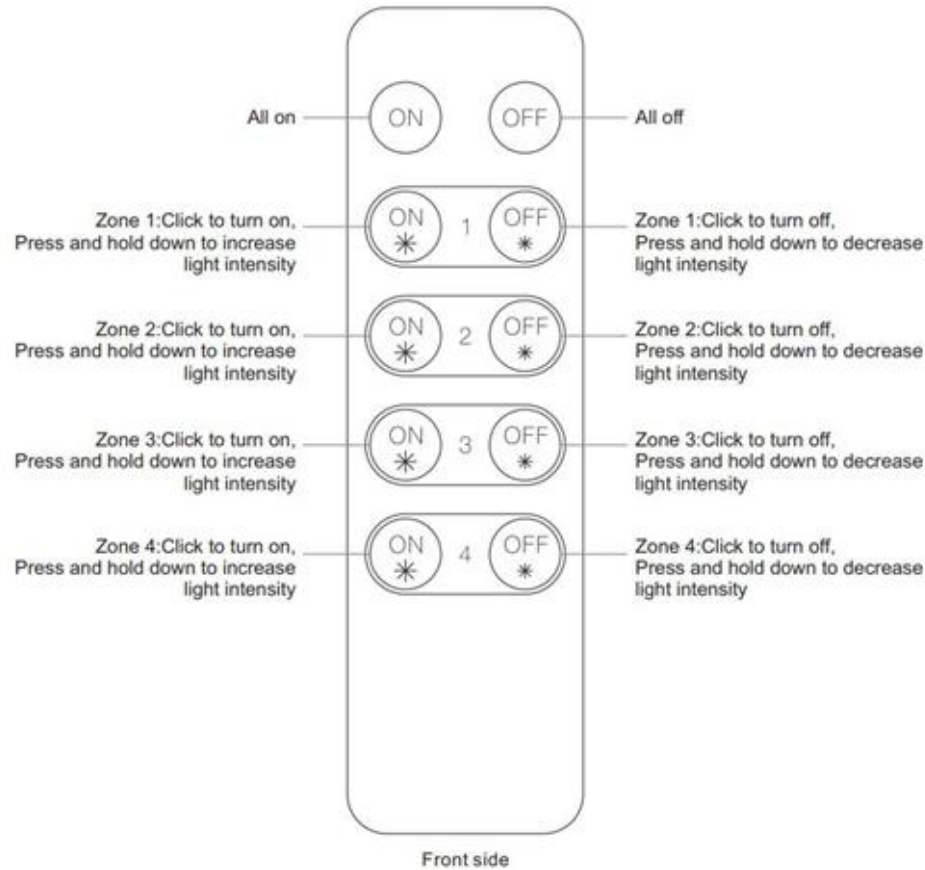 All on
ON
OFF
All off
Zone 1:Click to turn on,
Press and hold down to increase
light intensity
ON
1
OFF
Zone 1:Click to turn off,
Press and hold down to decrease
light intensity
Zone 2:Click to turn on,
Press and hold down to increase
light intensity
ON
2
OFF
Zone 2:Click to turn off,
Press and hold down to decrease
light intensity
Zone 3:Click to turn on,
Press and hold down to increase
light intensity
ON
3
OFF
Zone 3:Click to turn off,
Press and hold down to decrease
light intensity
Zone 4:Click to turn on,
Press and hold down to increase
light intensity
ON
4
OFF
Zone 4:Click to turn off,
Press and hold down to decrease
light intensity
Front side